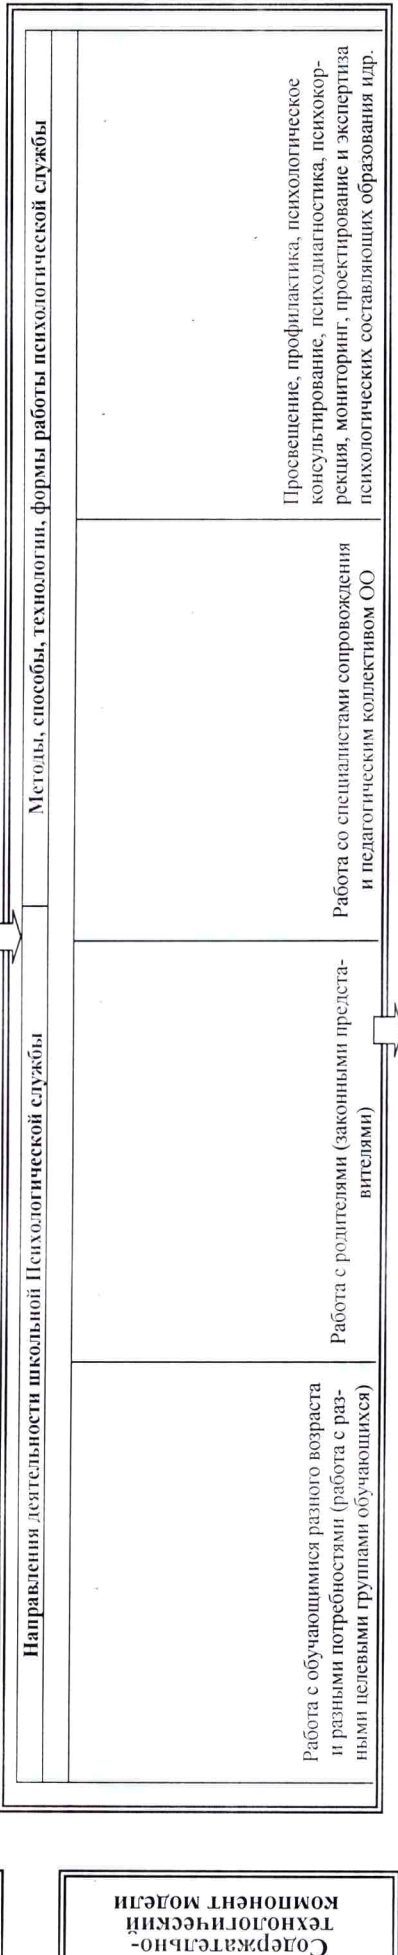 Содержательно-
технологический
компонент модели
Направления деятельности школьной Психологической службы
Методы, способы, технологии, формы работы психологической службы
Работа с обучающимися разного возраста
и разными потребностями (работа с раз-
ными целевыми группами обучающихся)
Работа с родителями (законными предста-
вителями)
Работа со специалистами сопровождения
и педагогическим коллективом ОО
Просвещение, профилактика, психологическое
консультирование, психодиагностика, психокор-
рекция, мониторинг, проектирование и экспертиза
психологических составляющих образования идр.